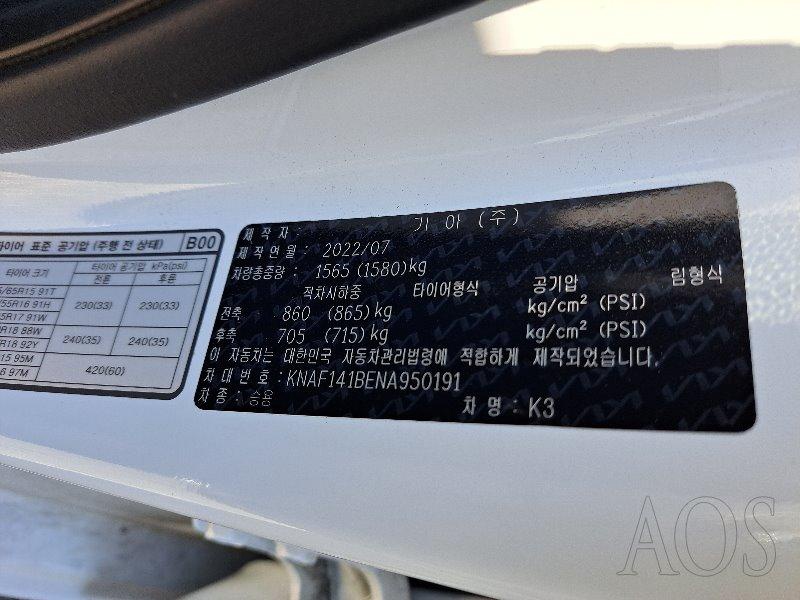 타이어 표준 공기압 (주행 전 상태) B00
타이어 크기 타이어 공기압 kPa(psi)
전륜 후륜
/65R15 91T
55R16 91H 230(33) 230(33)
5R17 91W
R18 88W
R18 92Y 240(35) 240(35)
R15 95M
6 97M 420(60)
제 작 자 : 기 아 (주)
제작연월 : 2022/07
차량총중량 : 1565 (1580)kg
적차시하중 타이어형식 공기압 림형식
전축 : 860 (865)kg kg/cm² (PSI)
후축 : 705 (715)kg kg/cm² (PSI)
이 자동차는 대한민국 자동차관리법령에 적합하게 제작되었습니다.
차 대 번 호 : KNAF141BENA950191
차 종 : 승용 차 명 : K3
AOS